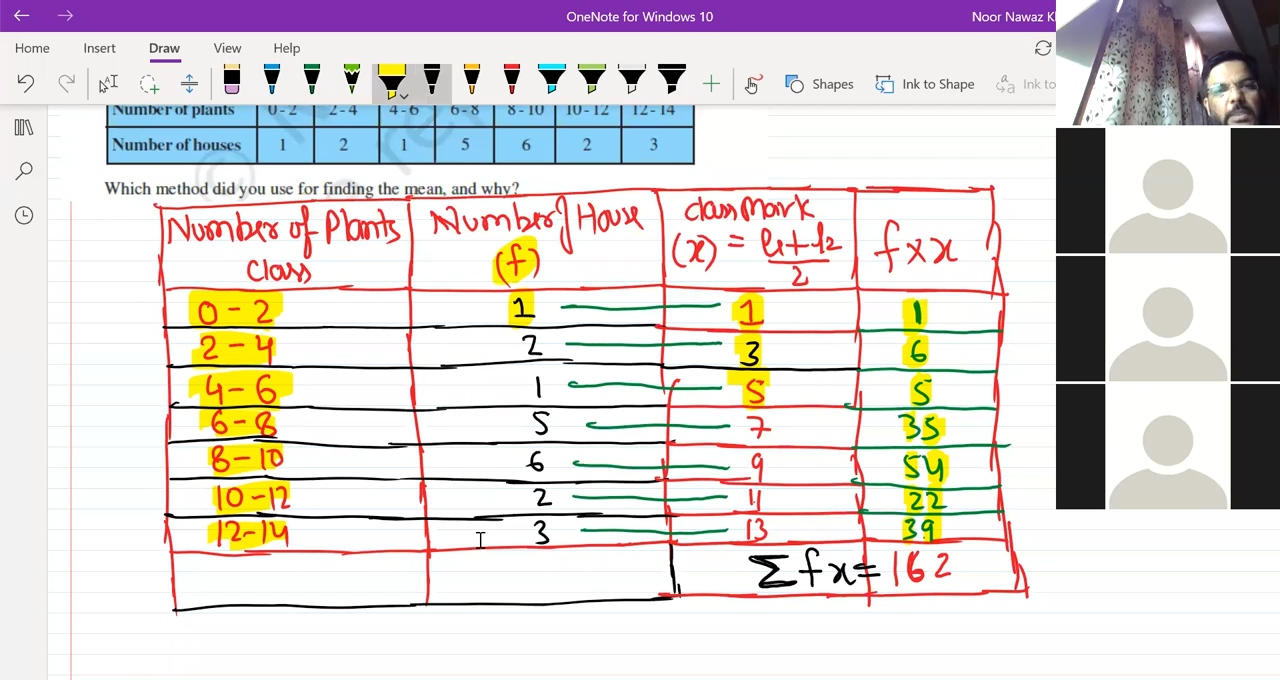 OneNote for Windows 10
Noor Nawaz
Home Insert Draw View Help
Shapes Ink to Shape Ink to
Number of plants 0 - 2 2 - 4 4 - 6 6 - 8 8 - 10 10 - 12 12 - 14
Number of houses 1 2 1 5 6 2 3
Which method did you use for finding the mean, and why?
Number of Plants Number of House class mark
class (f) (x) = l1 + l2 / 2 f × x
0 - 2 1 1 1
2 - 4 2 3 6
4 - 6 1 5 5
6 - 8 5 7 35
8 - 10 6 9 54
10 - 12 2 11 22
12 - 14 3 13 39
Σ f x = 162